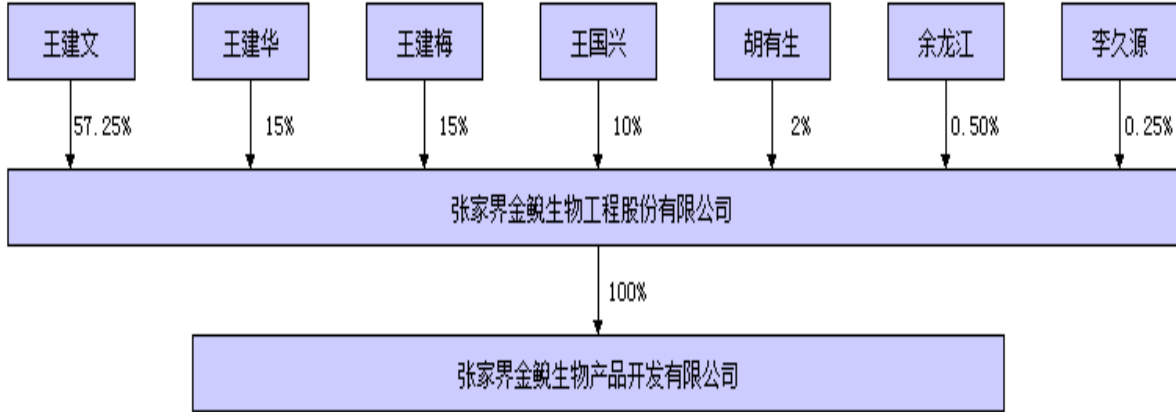 王建文
王建华
王建梅
王国兴
胡有生
余龙江
李久源
57.25%
15%
15%
10%
2%
0.50%
0.25%
张家界金鲵生物工程股份有限公司
100%
张家界金鲵生物产品开发有限公司